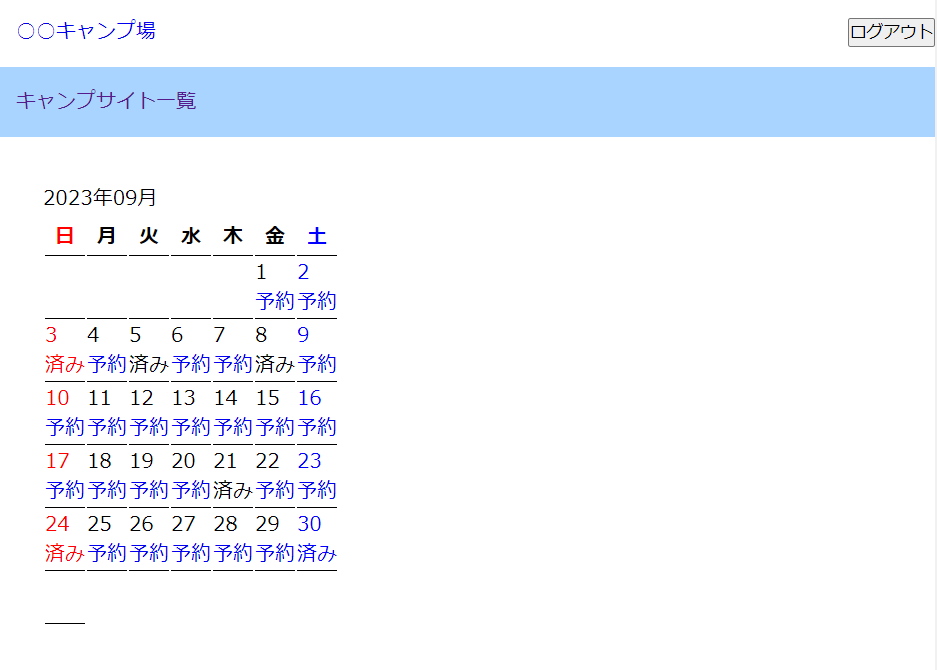 〇〇キャンプ場
ログアウト
キャンプサイト一覧
2023年09月
日 月 火 水 木 金 土
1 2
予約 予約
3 4 5 6 7 8 9
済み 予約 済み 予約 予約 済み 予約
10 11 12 13 14 15 16
予約 予約 予約 予約 予約 予約 予約
17 18 19 20 21 22 23
予約 予約 予約 予約 済み 予約 予約
24 25 26 27 28 29 30
済み 予約 予約 予約 予約 予約 済み